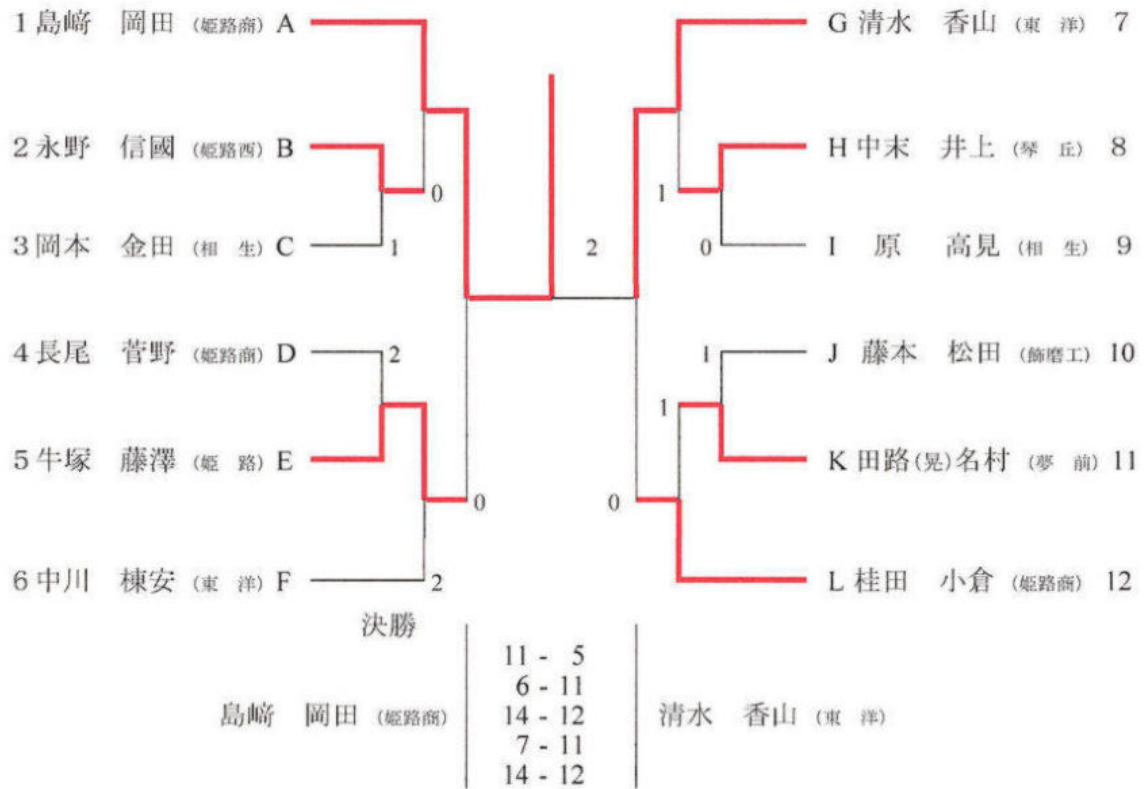 1 島﨑 岡田 (姫路商) A
G 清水 香山 (東 洋) 7
2 永野 信國 (姫路西) B
H 中末 井上 (琴 丘) 8
0
1
3 岡本 金田 (相 生) C
1
2
0
I 原 高見 (相 生) 9
4 長尾 菅野 (姫路商) D
2
1
J 藤本 松田 (飾磨工) 10
1
5 牛塚 藤澤 (姫 路) E
K 田路(晃)名村 (夢 前) 11
0
0
6 中川 棟安 (東 洋) F
2
L 桂田 小倉 (姫路商) 12
決勝
11 - 5
6 - 11
島﨑 岡田 (姫路商)
14 - 12
清水 香山 (東 洋)
7 - 11
14 - 12